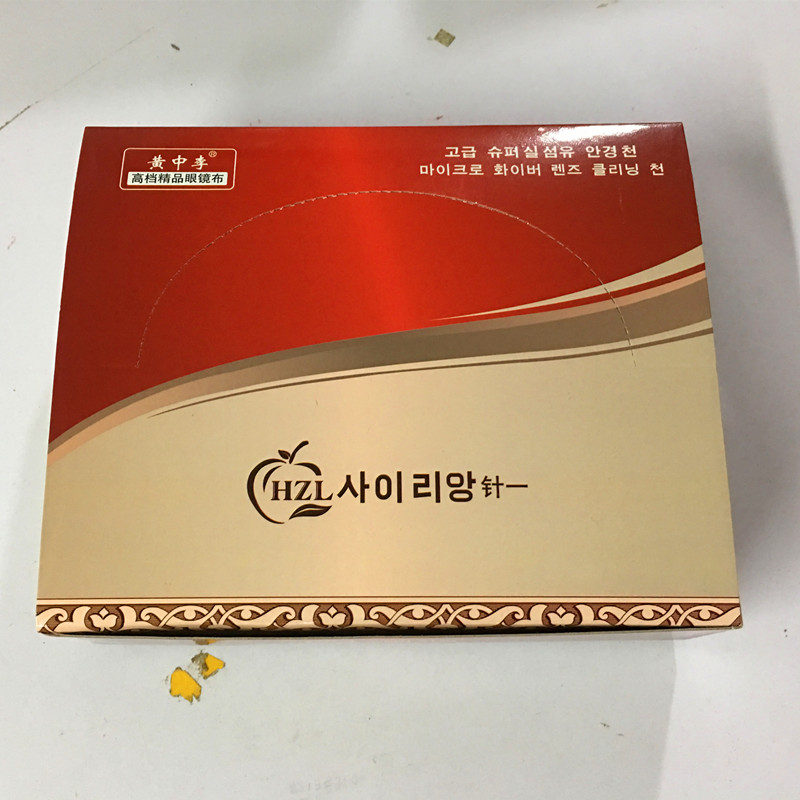 黄中李®
高档精品眼镜布
고급 슈퍼실섬유 안경천
마이크로 화이버 렌즈 클리닝 천
HZL 사이리앙 针一